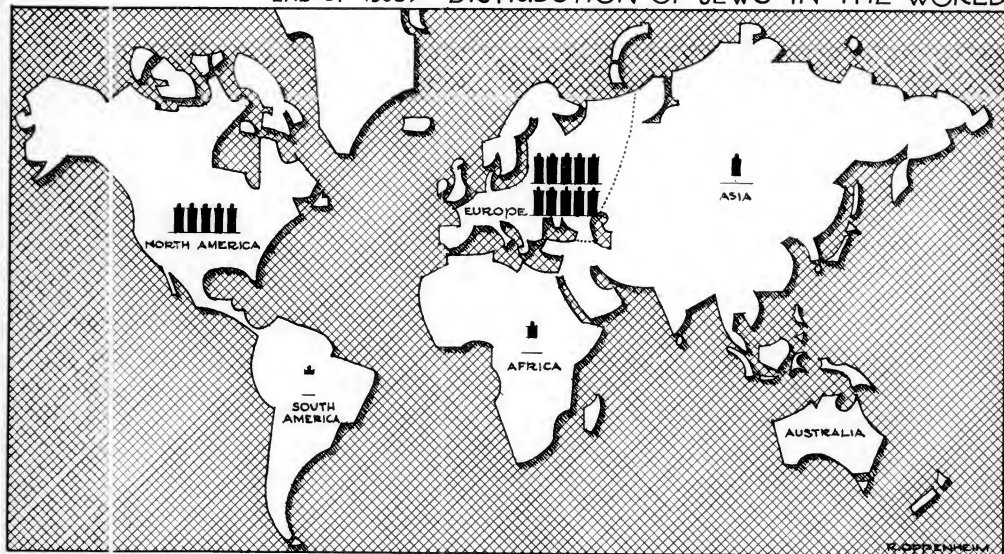 DISTRIBUTION OF JEWS IN THE WORLD
NORTH AMERICA
EUROPE
ASIA
AFRICA
SOUTH
AMERICA
AUSTRALIA
R.OPPENHEIM